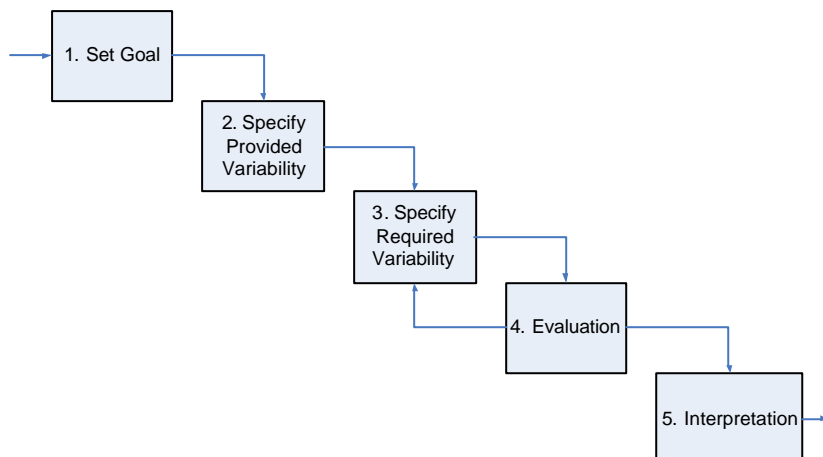 1. Set Goal
2. Specify
Provided
Variability
3. Specify
Required
Variability
4. Evaluation
5. Interpretation